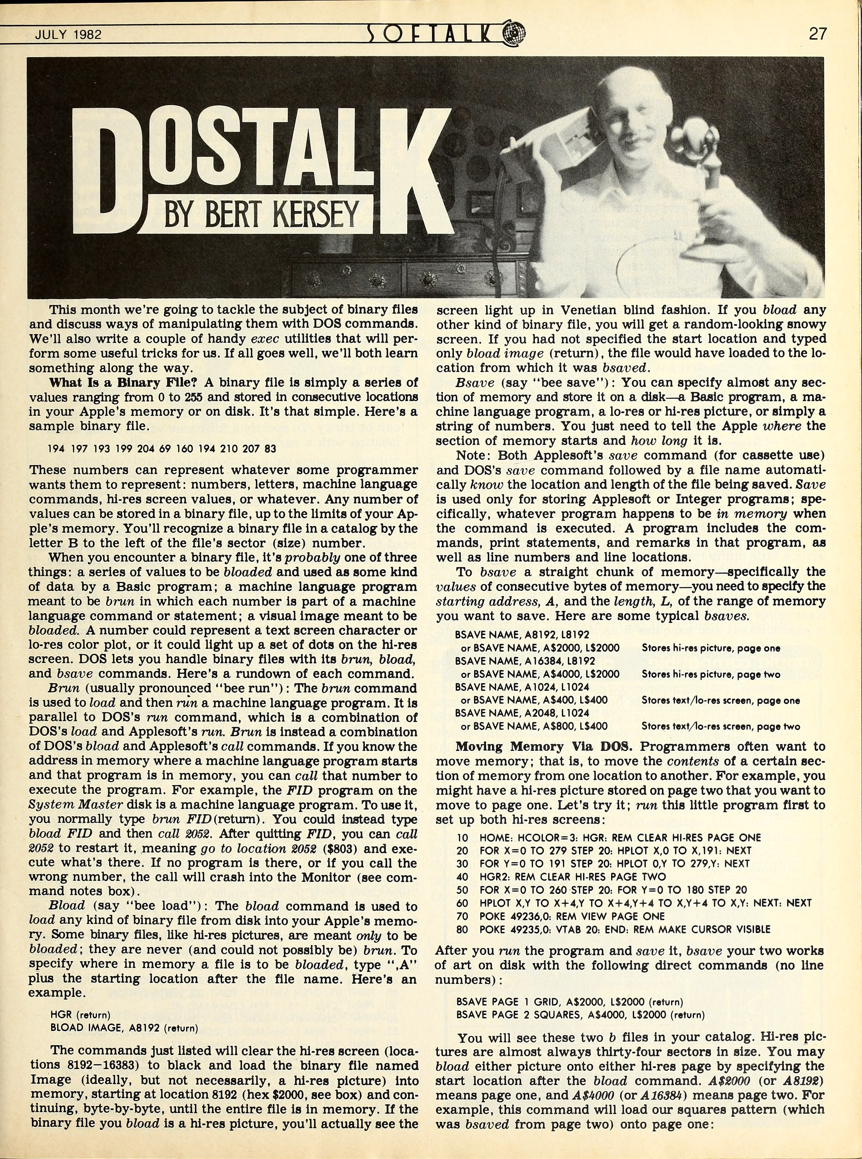 JULY 1982
SOFTALK
27
DOSTALK
BY BERT KERSEY
This month we're going to tackle the subject of binary files
and discuss ways of manipulating them with DOS commands.
We'll also write a couple of handy exec utilities that will per-
form some useful tricks for us. If all goes well, we'll both learn
something along the way.
What Is a Binary File? A binary file is simply a series of
values ranging from 0 to 255 and stored in consecutive locations
in your Apple's memory or on disk. It's that simple. Here's a
sample binary file.
194 197 193 199 204 69 160 194 210 207 83
These numbers can represent whatever some programmer
wants them to represent: numbers, letters, machine language
commands, hi-res screen values, or whatever. Any number of
values can be stored in a binary file, up to the limits of your Ap-
ple's memory. You'll recognize a binary file in a catalog by the
letter B to the left of the file's sector (size) number.
When you encounter a binary file, it's probably one of three
things: a series of values to be bloaded and used as some kind
of data by a Basic program; a machine language program
meant to be brun in which each number is part of a machine
language command or statement; a visual image meant to be
bloaded. A number could represent a text screen character or
lo-res color plot, or it could light up a set of dots on the hi-res
screen. DOS lets you handle binary files with its brun, bload,
and bsave commands. Here's a rundown of each command.
Brun (usually pronounced "bee run"): The brun command
is used to load and then run a machine language program. It is
parallel to DOS's run command, which is a combination of
DOS's load and Applesoft's run. Brun is instead a combination
of DOS's bload and Applesoft's call commands. If you know the
address in memory where a machine language program starts
and that program is in memory, you can call that number to
execute the program. For example, the FID program on the
System Master disk is a machine language program. To use it,
you normally type brun FID(return). You could instead type
bload FID and then call 2052. After quitting FID, you can call
2052 to restart it, meaning go to location 2052 ($803) and exe-
cute what's there. If no program is there, or if you call the
wrong number, the call will crash into the Monitor (see com-
mand notes box).
Bload (say "bee load"): The bload command is used to
load any kind of binary file from disk into your Apple's memo-
ry. Some binary files, like hi-res pictures, are meant only to be
bloaded; they are never (and could not possibly be) brun. To
specify where in memory a file is to be bloaded, type ",A"
plus the starting location after the file name. Here's an
example.
HGR (return)
BLOAD IMAGE, A8192 (return)
The commands just listed will clear the hi-res screen (loca-
tions 8192–16383) to black and load the binary file named
Image (ideally, but not necessarily, a hi-res picture) into
memory, starting at location 8192 (hex $2000, see box) and con-
tinuing, byte-by-byte, until the entire file is in memory. If the
binary file you bload is a hi-res picture, you'll actually see the
screen light up in Venetian blind fashion. If you bload any
other kind of binary file, you will get a random-looking snowy
screen. If you had not specified the start location and typed
only bload image (return), the file would have loaded to the lo-
cation from which it was bsaved.
Bsave (say "bee save"): You can specify almost any sec-
tion of memory and store it on a disk—a Basic program, a ma-
chine language program, a lo-res or hi-res picture, or simply a
string of numbers. You just need to tell the Apple where the
section of memory starts and how long it is.
Note: Both Applesoft's save command (for cassette use)
and DOS's save command followed by a file name automati-
cally know the location and length of the file being saved. Save
is used only for storing Applesoft or Integer programs; spe-
cifically, whatever program happens to be in memory when
the command is executed. A program includes the com-
mands, print statements, and remarks in that program, as
well as line numbers and line locations.
To bsave a straight chunk of memory—specifically the
values of consecutive bytes of memory—you need to specify the
starting address, A, and the length, L, of the range of memory
you want to save. Here are some typical bsaves.
BSAVE NAME, A8192, L8192
or BSAVE NAME, A$2000, L$2000 Stores hi-res picture, page one
BSAVE NAME, A16384, L8192
or BSAVE NAME, A$4000, L$2000 Stores hi-res picture, page two
BSAVE NAME, A1024, L1024
or BSAVE NAME, A$400, L$400 Stores text/lo-res screen, page one
BSAVE NAME, A2048, L1024
or BSAVE NAME, A$800, L$400 Stores text/lo-res screen, page two
Moving Memory Via DOS. Programmers often want to
move memory; that is, to move the contents of a certain sec-
tion of memory from one location to another. For example, you
might have a hi-res picture stored on page two that you want to
move to page one. Let's try it; run this little program first to
set up both hi-res screens:
10 HOME: HCOLOR=3: HGR: REM CLEAR HI-RES PAGE ONE
20 FOR X=0 TO 279 STEP 20: HPLOT X,0 TO X,191: NEXT
30 FOR Y=0 TO 191 STEP 20: HPLOT 0,Y TO 279,Y: NEXT
40 HGR2: REM CLEAR HI-RES PAGE TWO
50 FOR X=0 TO 260 STEP 20: FOR Y=0 TO 180 STEP 20
60 HPLOT X,Y TO X+4,Y TO X+4,Y+4 TO X,Y+4 TO X,Y: NEXT: NEXT
70 POKE 49236,0: REM VIEW PAGE ONE
80 POKE 49235,0: VTAB 20: END: REM MAKE CURSOR VISIBLE
After you run the program and save it, bsave your two works
of art on disk with the following direct commands (no line
numbers):
BSAVE PAGE 1 GRID, A$2000, L$2000 (return)
BSAVE PAGE 2 SQUARES, A$4000, L$2000 (return)
You will see these two b files in your catalog. Hi-res pic-
tures are almost always thirty-four sectors in size. You may
bload either picture onto either hi-res page by specifying the
start location after the bload command. A$2000 (or A8192)
means page one, and A$4000 (or A16384) means page two. For
example, this command will load our squares pattern (which
was bsaved from page two) onto page one: